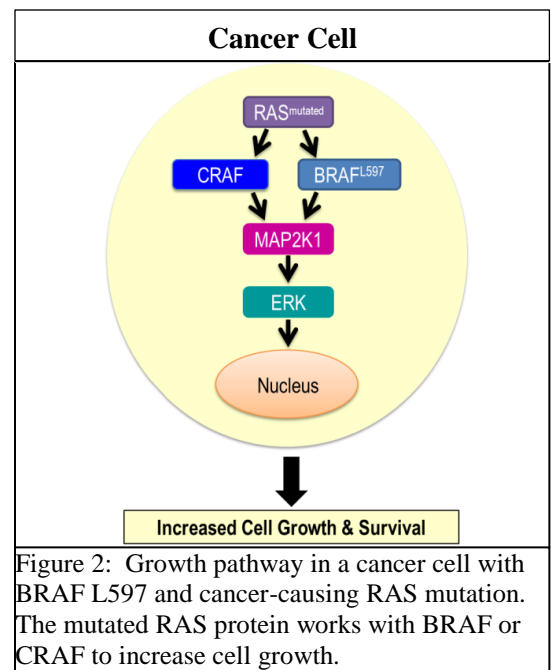 Cancer Cell
RASmutated
CRAF
BRAFL597
MAP2K1
ERK
Nucleus
Increased Cell Growth & Survival
Figure 2:  Growth pathway in a cancer cell with
BRAF L597 and cancer-causing RAS mutation.
The mutated RAS protein works with BRAF or
CRAF to increase cell growth.